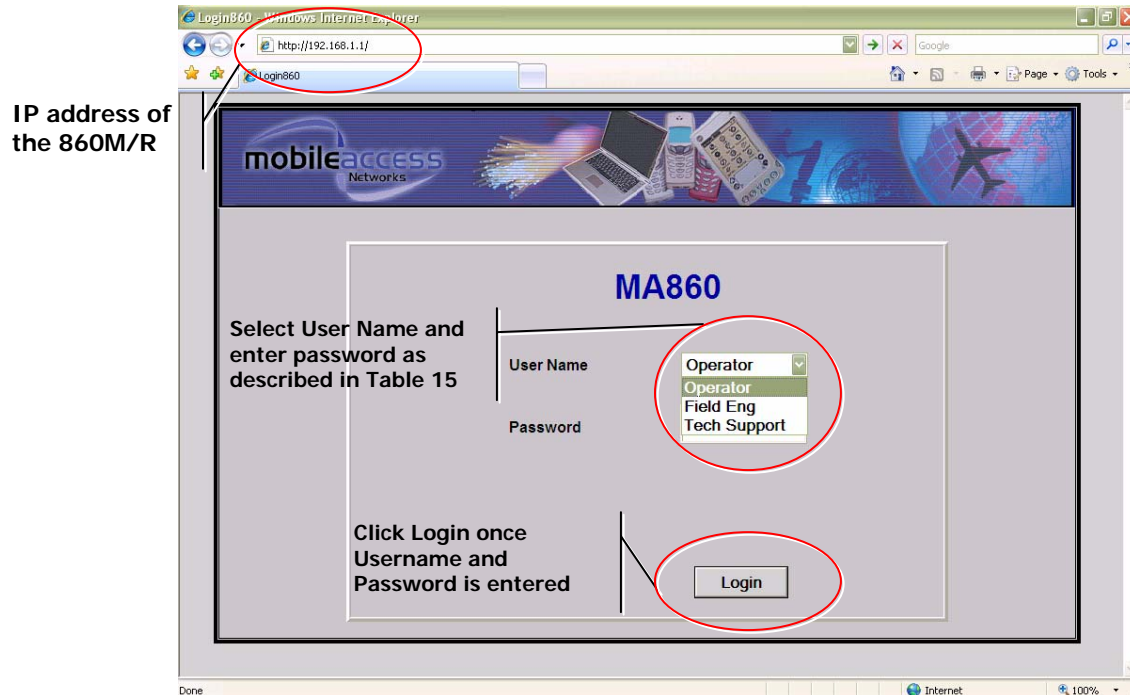 Login860 - Windows Internet Explorer
http://192.168.1.1/
Google
Login860
Page
Tools
IP address of
the 860M/R
mobileaccess
Networks
MA860
Select User Name and
enter password as
described in Table 15
User Name
Operator
Operator
Field Eng
Tech Support
Password
Click Login once
Username and
Password is entered
Login
Done
Internet
100%